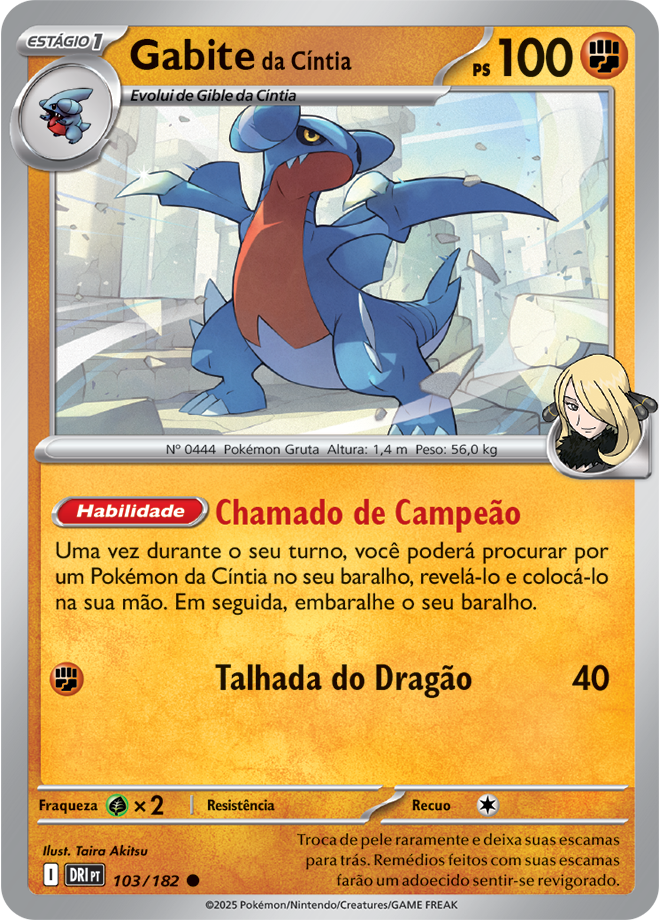 ESTÁGIO 1
Gabite da Cíntia
PS 100
Evolui de Gible da Cíntia
Nº 0444 Pokémon Gruta Altura: 1,4 m Peso: 56,0 kg
Habilidade Chamado de Campeão
Uma vez durante o seu turno, você poderá procurar por
um Pokémon da Cíntia no seu baralho, revelá-lo e colocá-lo
na sua mão. Em seguida, embaralhe o seu baralho.
Talhada do Dragão 40
Fraqueza ×2 Resistência Recuo
Ilust. Taira Akitsu
Troca de pele raramente e deixa suas escamas
para trás. Remédios feitos com suas escamas
farão um adoecido sentir-se revigorado.
I DRI PT 103/182
©2025 Pokémon/Nintendo/Creatures/GAME FREAK